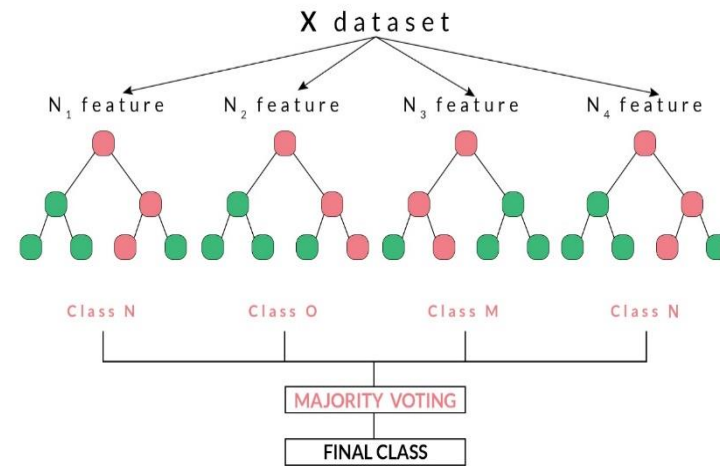 X dataset
N₁ feature N₂ feature N₃ feature N₄ feature
Class N Class O Class M Class N
MAJORITY VOTING
FINAL CLASS